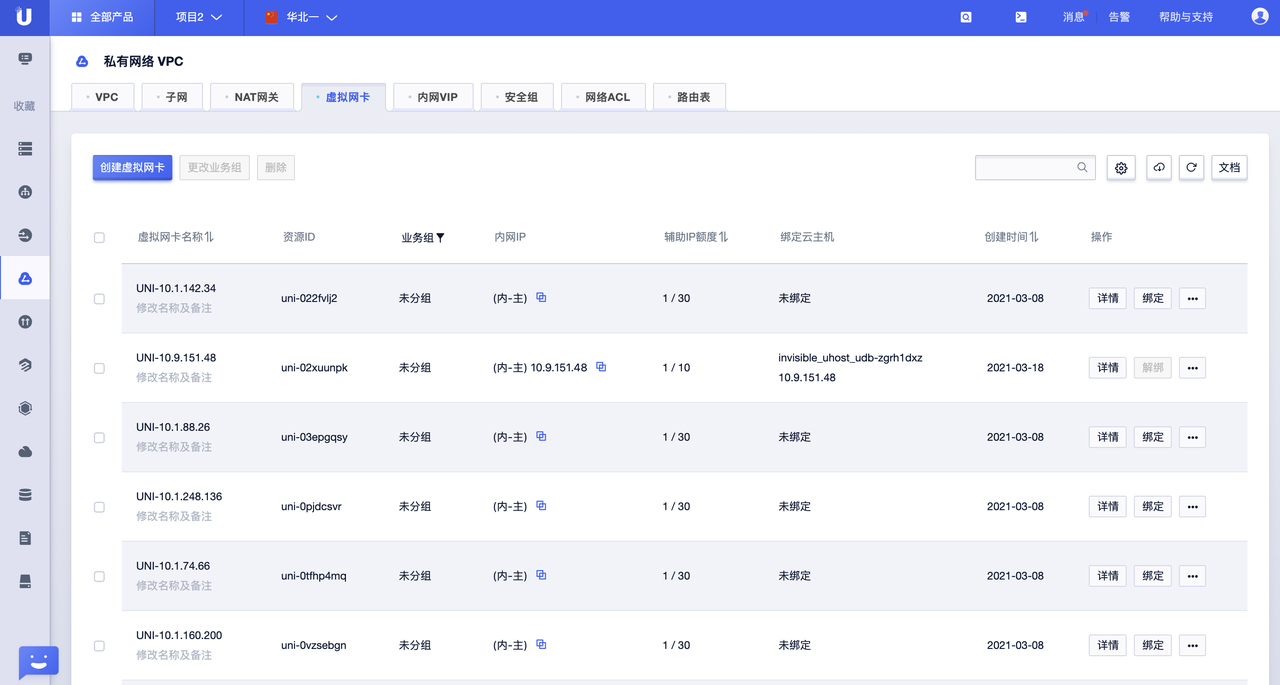 全部产品 项目2 华北一 消息 告警 帮助与支持
收藏
私有网络 VPC
VPC 子网 NAT网关 虚拟网卡 内网VIP 安全组 网络ACL 路由表
创建虚拟网卡 更改业务组 删除 文档
虚拟网卡名称 资源ID 业务组 内网IP 辅助IP额度 绑定云主机 创建时间 操作
UNI-10.1.142.34
修改名称及备注
uni-022fvlj2 未分组 (内-主) 1 / 30 未绑定 2021-03-08 详情 绑定 •••
UNI-10.9.151.48
修改名称及备注
uni-02xuunpk 未分组 (内-主) 10.9.151.48 1 / 10
invisible_uhost_udb-zgrh1dxz
10.9.151.48
2021-03-18 详情 解绑 •••
UNI-10.1.88.26
修改名称及备注
uni-03epgqsy 未分组 (内-主) 1 / 30 未绑定 2021-03-08 详情 绑定 •••
UNI-10.1.248.136
修改名称及备注
uni-0pjdcsvr 未分组 (内-主) 1 / 30 未绑定 2021-03-08 详情 绑定 •••
UNI-10.1.74.66
修改名称及备注
uni-0tfhp4mq 未分组 (内-主) 1 / 30 未绑定 2021-03-08 详情 绑定 •••
UNI-10.1.160.200
修改名称及备注
uni-0vzsebgn 未分组 (内-主) 1 / 30 未绑定 2021-03-08 详情 绑定 •••